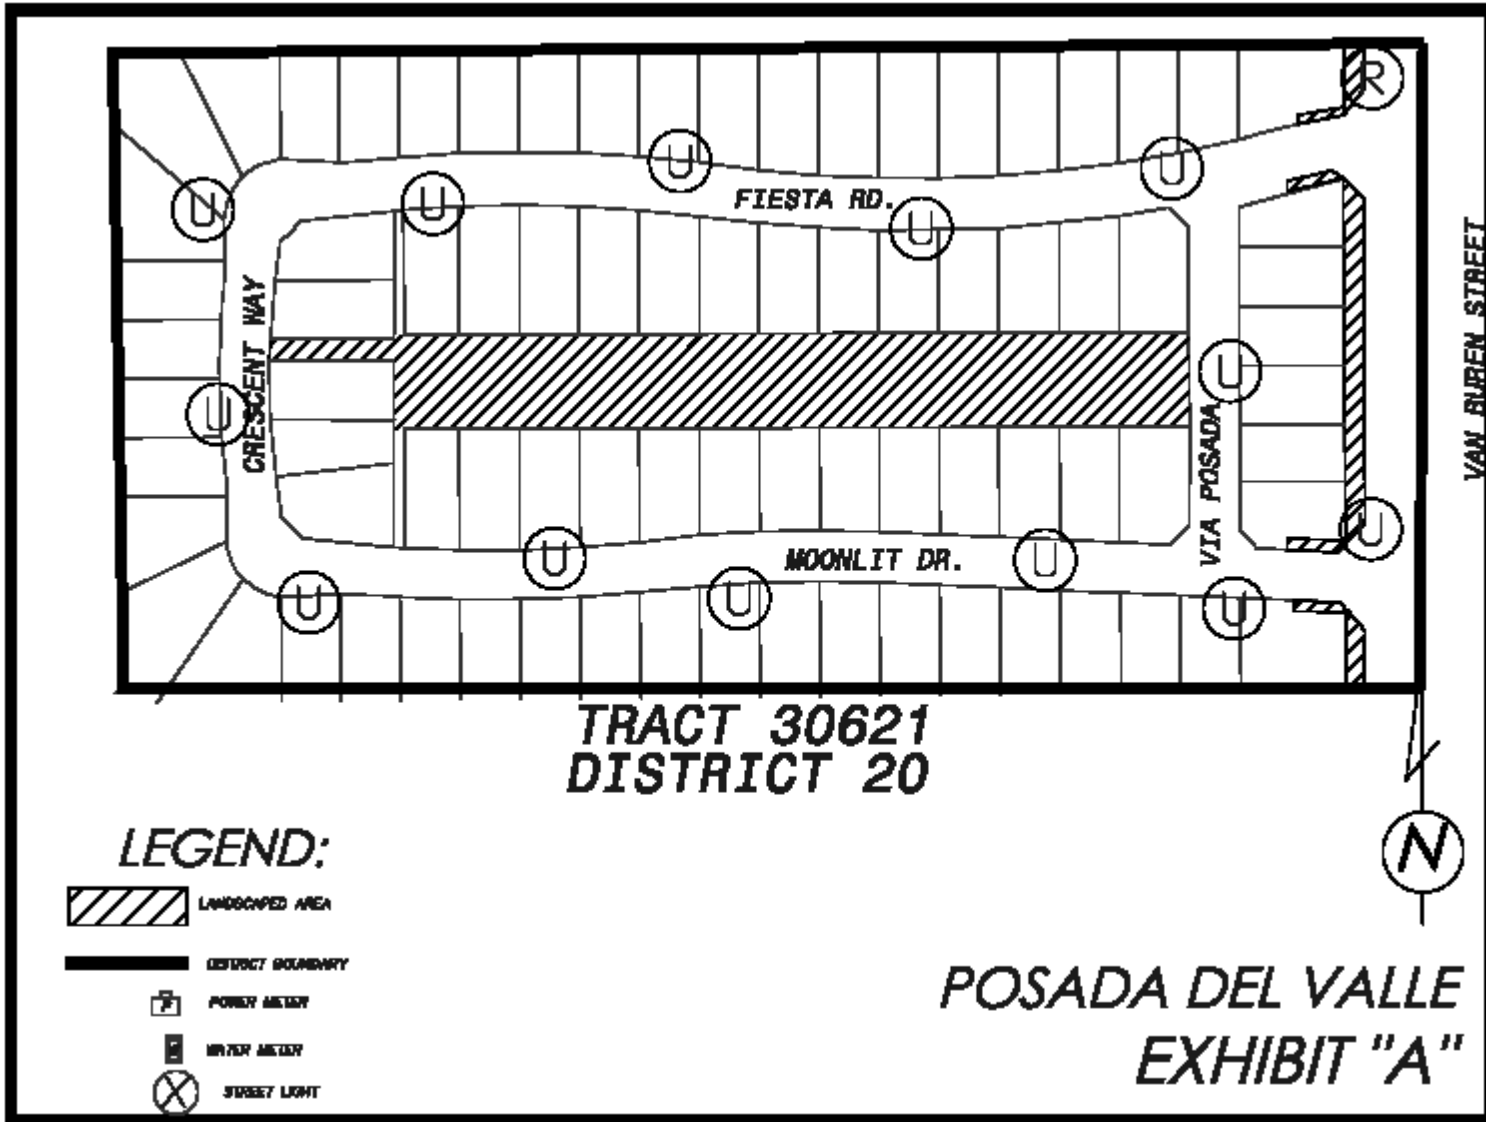 R
U
U
U
FIESTA RD.
U
U
VAN BUREN STREET
CRESCENT WAY
U
U
VIA POSADA
U
U
MOONLIT DR.
U
U
U
U
U
TRACT 30621
DISTRICT 20
LEGEND:
LANDSCAPED AREA
DISTRICT BOUNDARY
P POWER METER
WATER METER
X STREET LIGHT
N
POSADA DEL VALLE
EXHIBIT "A"